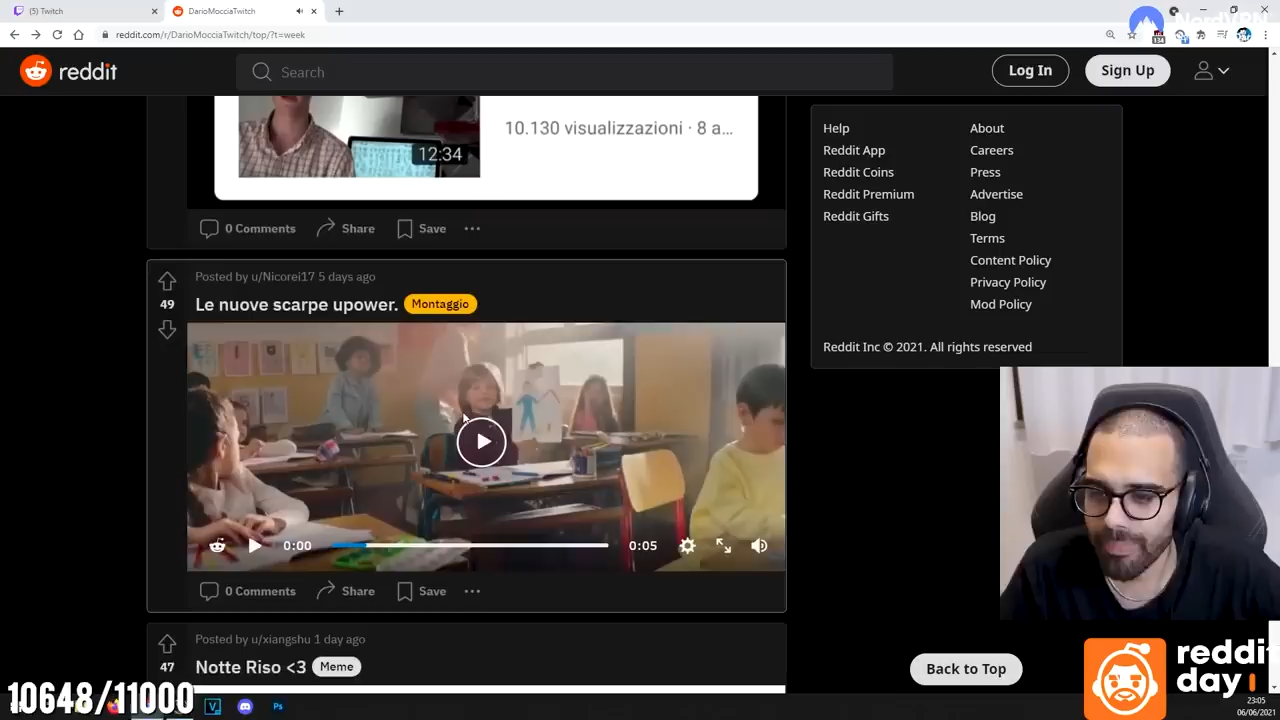 (5) Twitch
DarioMocciaTwitch
NordVPN
reddit.com/r/DarioMocciaTwitch/top/?t=week
134
reddit
Search
Log In
Sign Up
10.130 visualizzazioni · 8 a...
12:34
0 Comments
Share
Save
Help
About
Reddit App
Careers
Reddit Coins
Press
Reddit Premium
Advertise
Reddit Gifts
Blog
Terms
Content Policy
Privacy Policy
Mod Policy
Reddit Inc © 2021. All rights reserved
Posted by u/Nicorei17 5 days ago
49
Le nuove scarpe upower. Montaggio
0:00
0:05
0 Comments
Share
Save
Posted by u/xiangshu 1 day ago
47
Notte Riso <3 Meme
Back to Top
reddit
day
10648/11000
Ps
23:05
06/06/2021